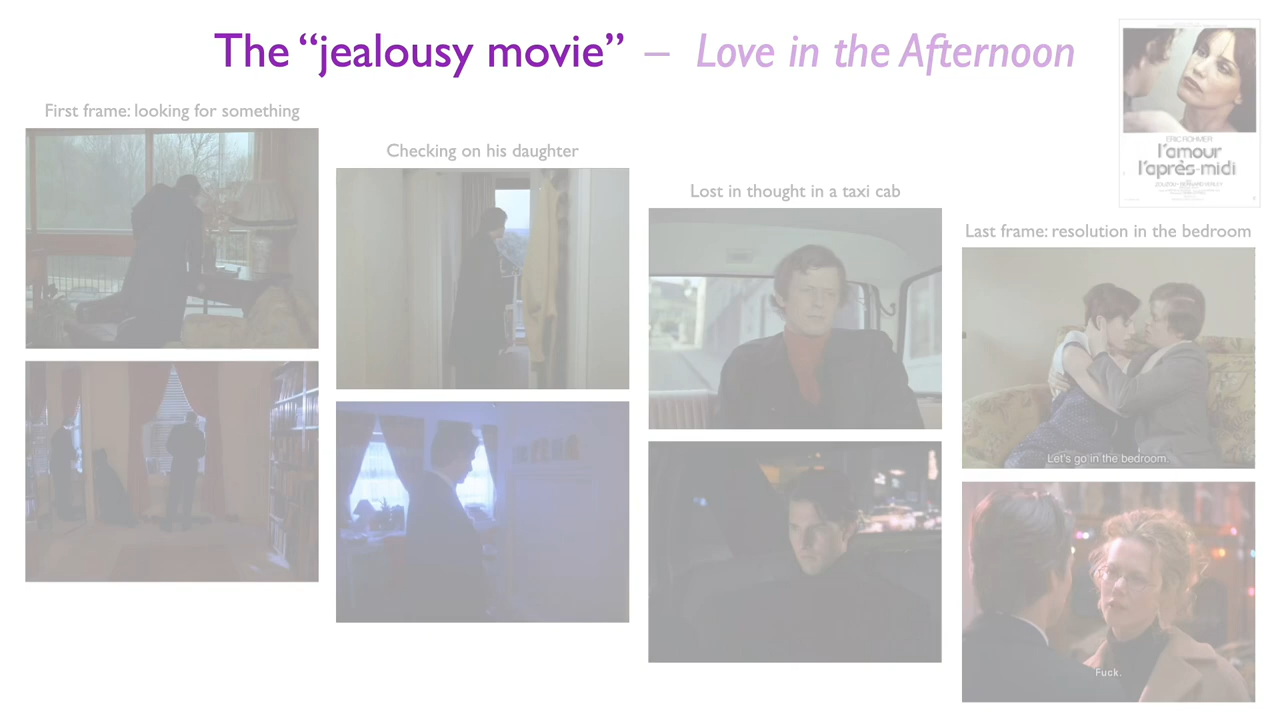 The “jealousy movie” – Love in the Afternoon
First frame: looking for something
Checking on his daughter
Lost in thought in a taxi cab
Last frame: resolution in the bedroom
ERIC ROHMER
l'amour
l'après-midi
Let's go in the bedroom.
Fuck.